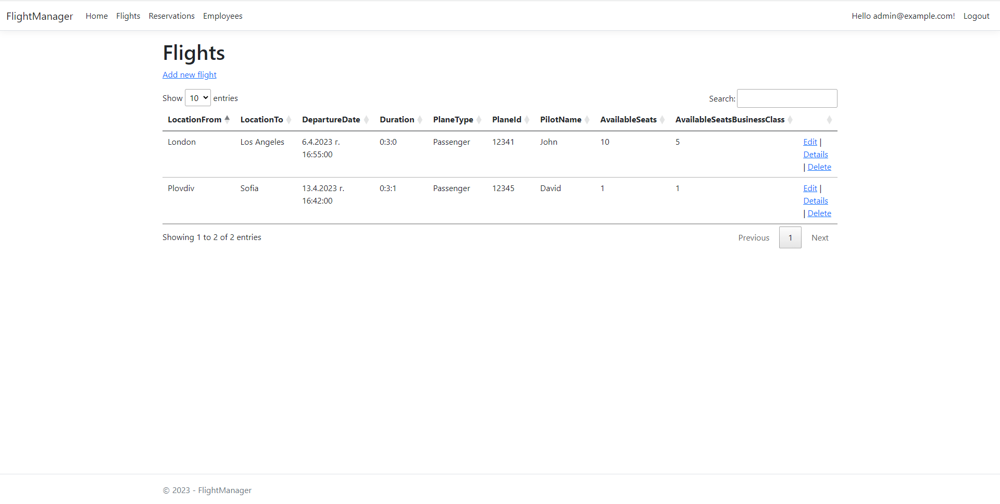 FlightManager Home Flights Reservations Employees Hello admin@example.com! Logout
Flights
Add new flight
Show 10 entries Search:
LocationFrom LocationTo DepartureDate Duration PlaneType PlaneId PilotName AvailableSeats AvailableSeatsBusinessClass
London Los Angeles 6.4.2023 г. 0:3:0 Passenger 12341 John 10 5 Edit |
16:55:00 Details
| Delete
Plovdiv Sofia 13.4.2023 г. 0:3:1 Passenger 12345 David 1 1 Edit |
16:42:00 Details
| Delete
Showing 1 to 2 of 2 entries Previous 1 Next
© 2023 - FlightManager